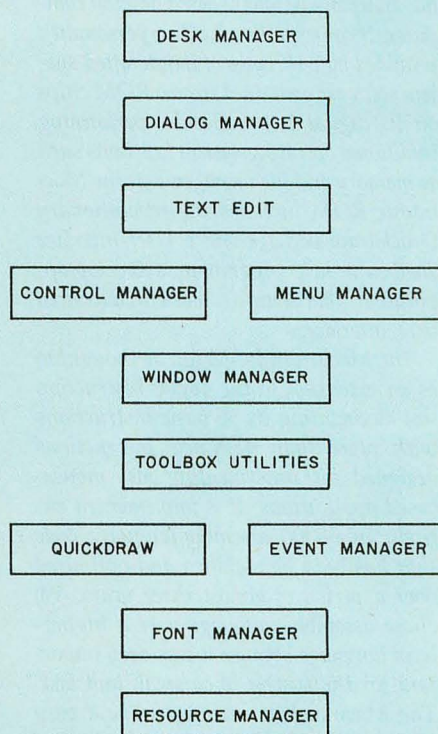 DESK MANAGER
DIALOG MANAGER
TEXT EDIT
CONTROL MANAGER
MENU MANAGER
WINDOW MANAGER
TOOLBOX UTILITIES
QUICKDRAW
EVENT MANAGER
FONT MANAGER
RESOURCE MANAGER